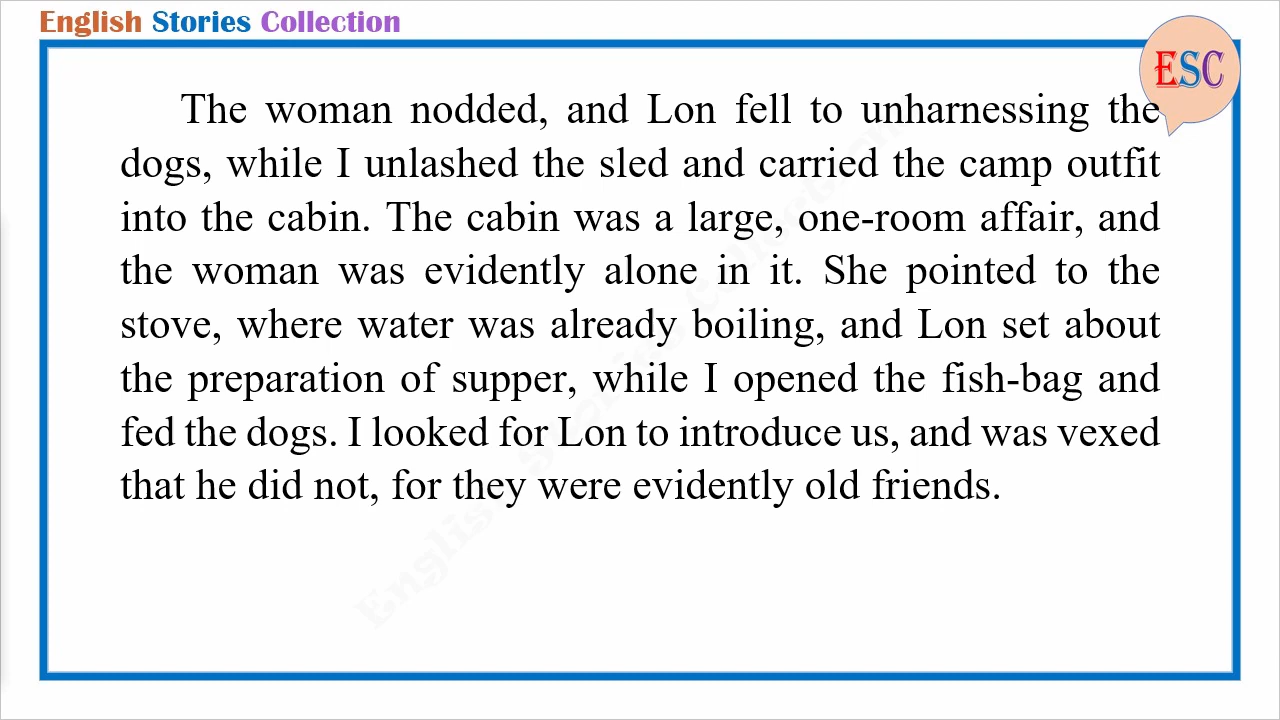 English Stories Collection
ESC
The woman nodded, and Lon fell to unharnessing the
dogs, while I unlashed the sled and carried the camp outfit
into the cabin. The cabin was a large, one-room affair, and
the woman was evidently alone in it. She pointed to the
stove, where water was already boiling, and Lon set about
the preparation of supper, while I opened the fish-bag and
fed the dogs. I looked for Lon to introduce us, and was vexed
that he did not, for they were evidently old friends.
English Stories Collection